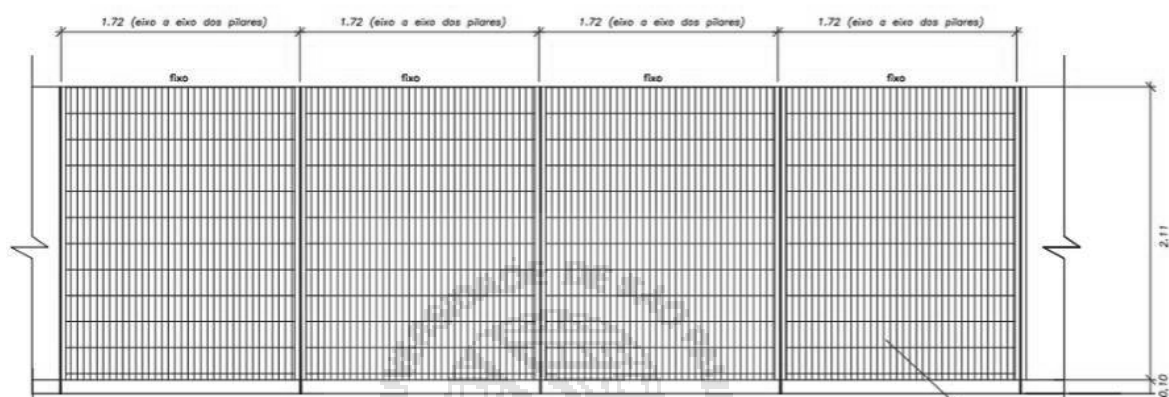 1.72 (eixo a eixo dos pilares) 1.72 (eixo a eixo dos pilares) 1.72 (eixo a eixo dos pilares) 1.72 (eixo a eixo dos pilares)
fixo fixo fixo fixo
2,11
0,10